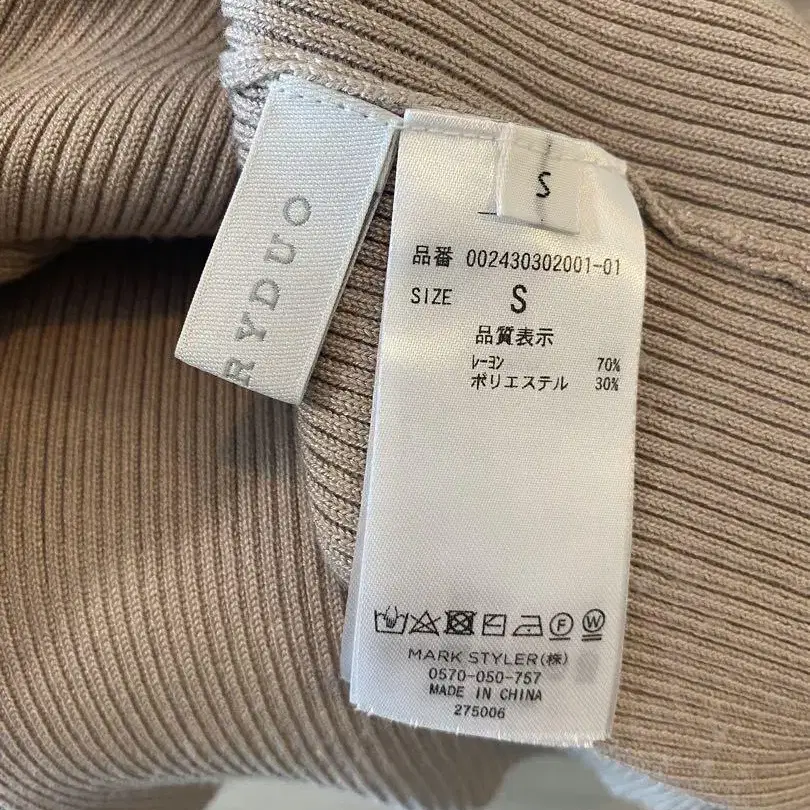 RYDUO
S
品番 002430302001-01
SIZE S
品質表示
ﾚｰﾖﾝ 70%
ポリエステル 30%
F W
MARK STYLER(株)
0570-050-757
MADE IN CHINA
275006